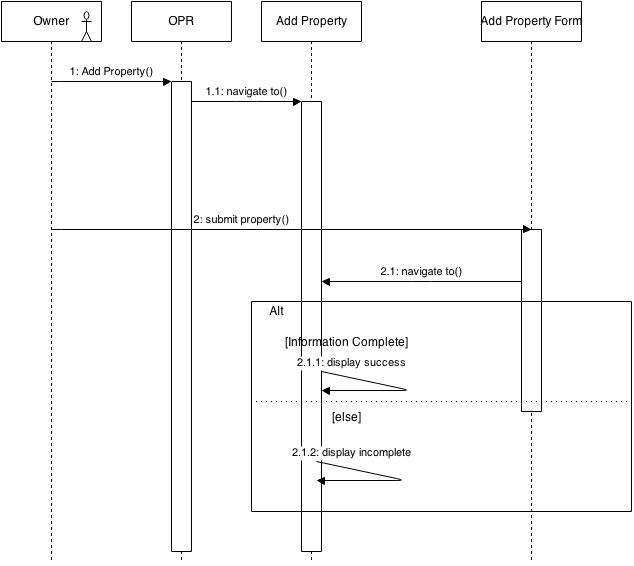 Owner
OPR
Add Property
Add Property Form
1: Add Property()
1.1: navigate to()
2: submit property()
2.1: navigate to()
Alt
[Information Complete]
2.1.1: display success
[else]
2.1.2: display incomplete